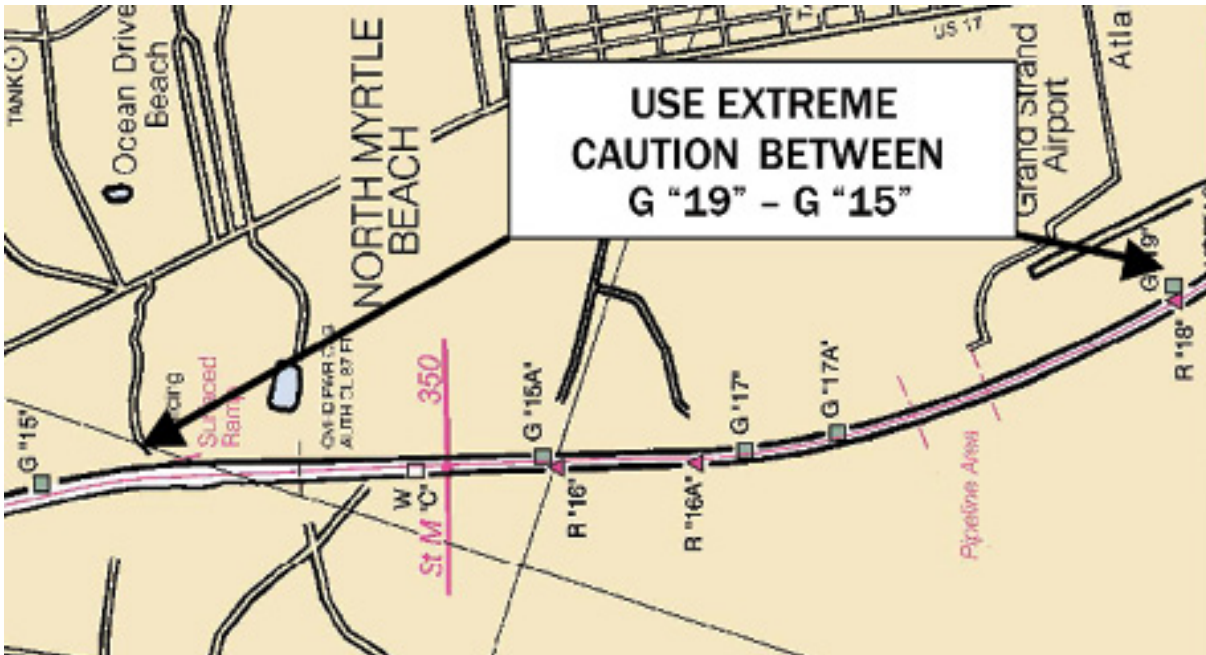 TANK
Ocean Drive
Beach
NORTH MYRTLE
BEACH
US 17
Grand Strand
Airport
USE EXTREME
CAUTION BETWEEN
G "19" – G "15"
Surfaced
Ramp
350
St M
G "15"
W
"C"
G "15A"
R "16"
R "16A"
G "17"
G "17A"
Pipeline Area
G "19"
R "18"